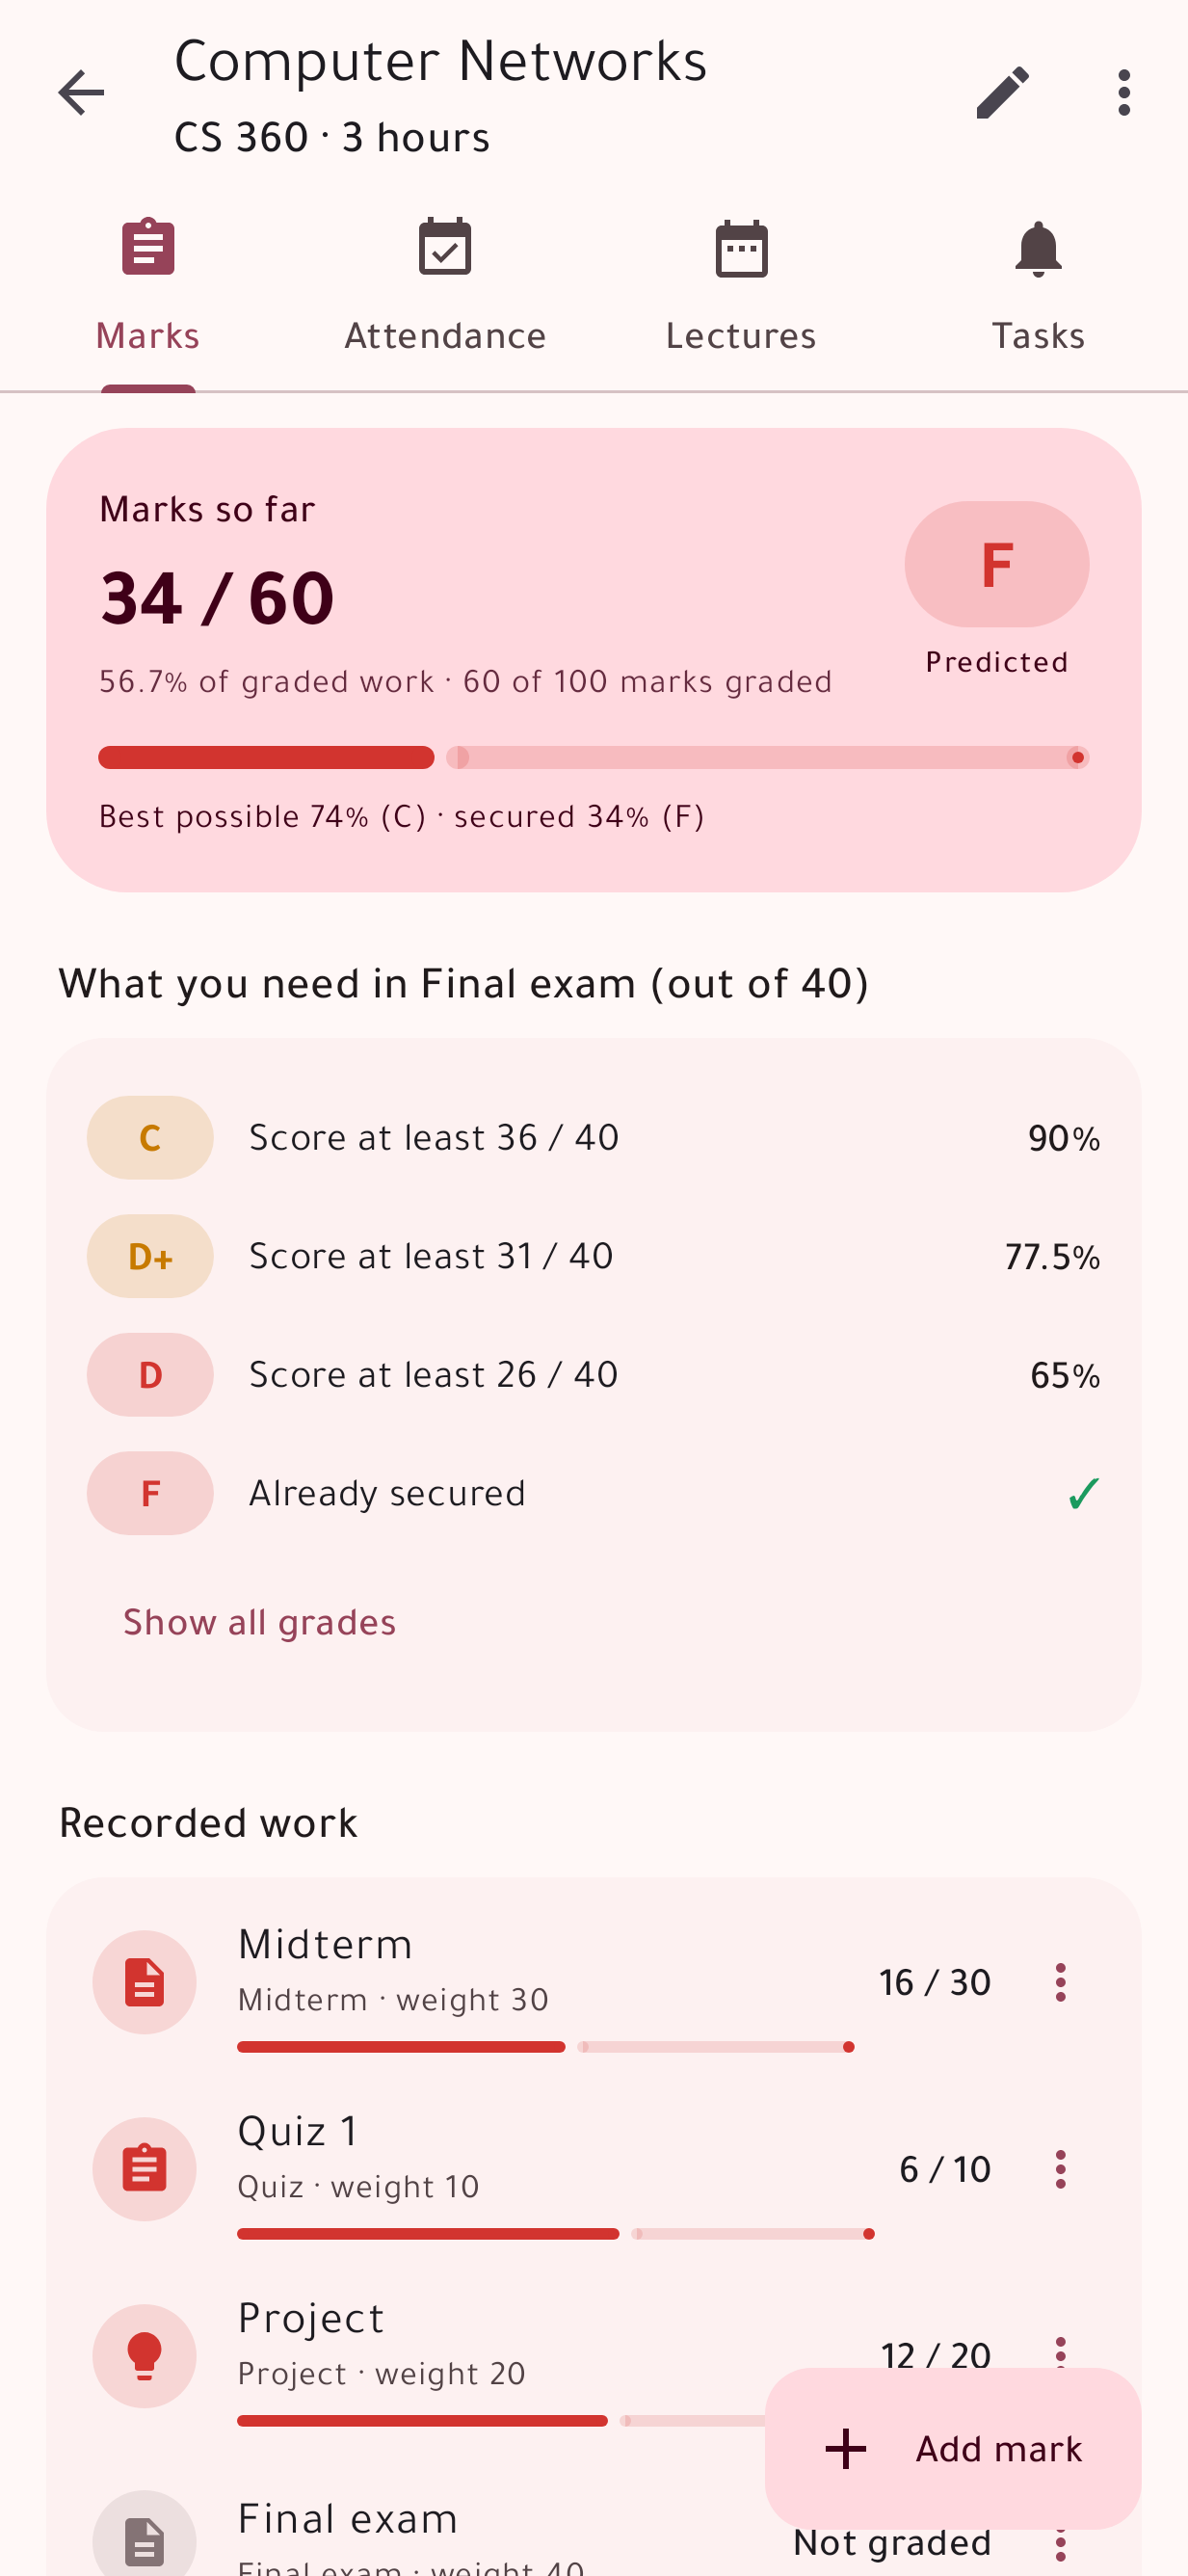 Computer Networks
CS 360 · 3 hours
Marks
Attendance
Lectures
Tasks
Marks so far
34 / 60
56.7% of graded work · 60 of 100 marks graded
F
Predicted
Best possible 74% (C) · secured 34% (F)
What you need in Final exam (out of 40)
C Score at least 36 / 40 90%
D+ Score at least 31 / 40 77.5%
D Score at least 26 / 40 65%
F Already secured ✓
Show all grades
Recorded work
Midterm
Midterm · weight 30
16 / 30
Quiz 1
Quiz · weight 10
6 / 10
Project
Project · weight 20
12 / 20
Add mark
Final exam
Not graded
Final exam · weight 40